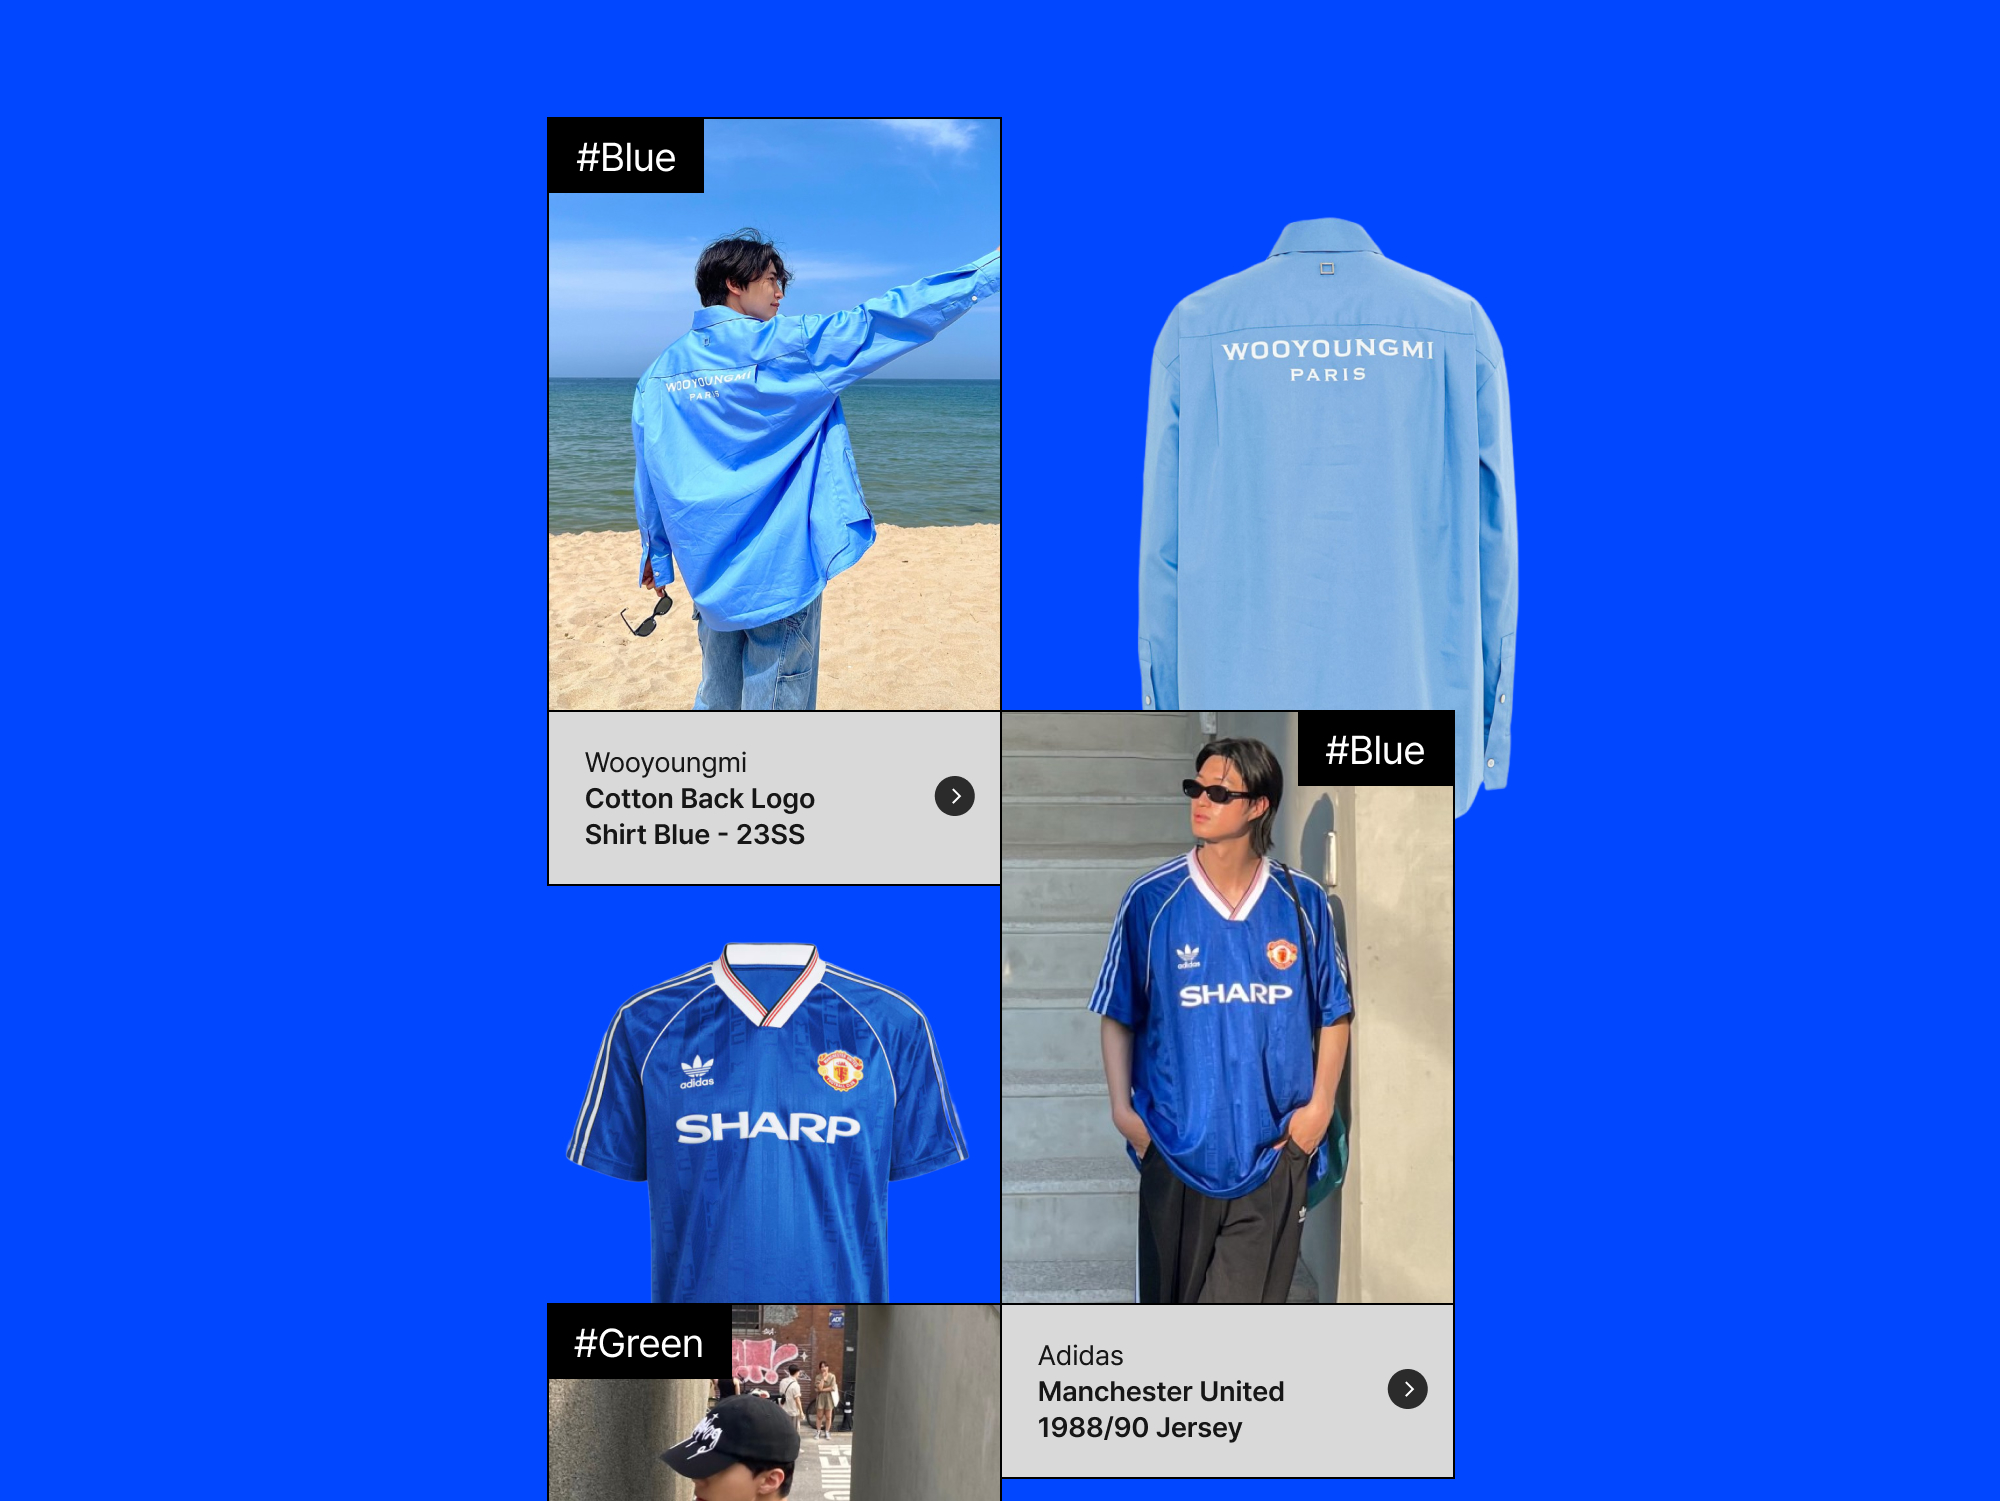 #Blue
WOOYOUNGMI
PARIS
WOOYOUNGMI
PARIS
Wooyoungmi
Cotton Back Logo
Shirt Blue - 23SS
#Blue
adidas
SHARP
adidas
SHARP
#Green
Adidas
Manchester United
1988/90 Jersey